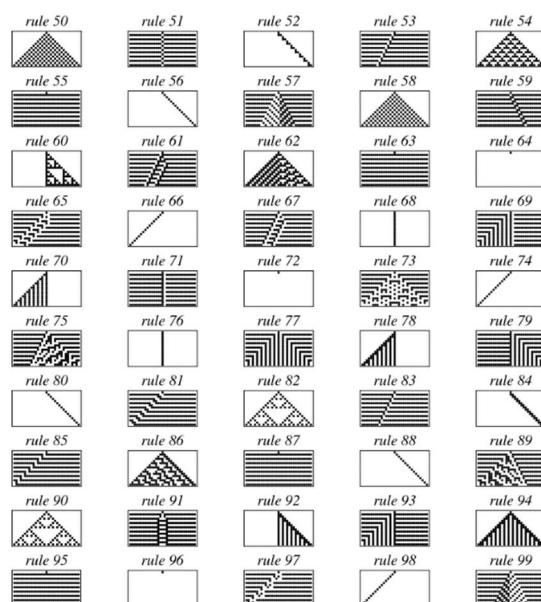 rule 50 rule 51 rule 52 rule 53 rule 54
rule 55 rule 56 rule 57 rule 58 rule 59
rule 60 rule 61 rule 62 rule 63 rule 64
rule 65 rule 66 rule 67 rule 68 rule 69
rule 70 rule 71 rule 72 rule 73 rule 74
rule 75 rule 76 rule 77 rule 78 rule 79
rule 80 rule 81 rule 82 rule 83 rule 84
rule 85 rule 86 rule 87 rule 88 rule 89
rule 90 rule 91 rule 92 rule 93 rule 94
rule 95 rule 96 rule 97 rule 98 rule 99